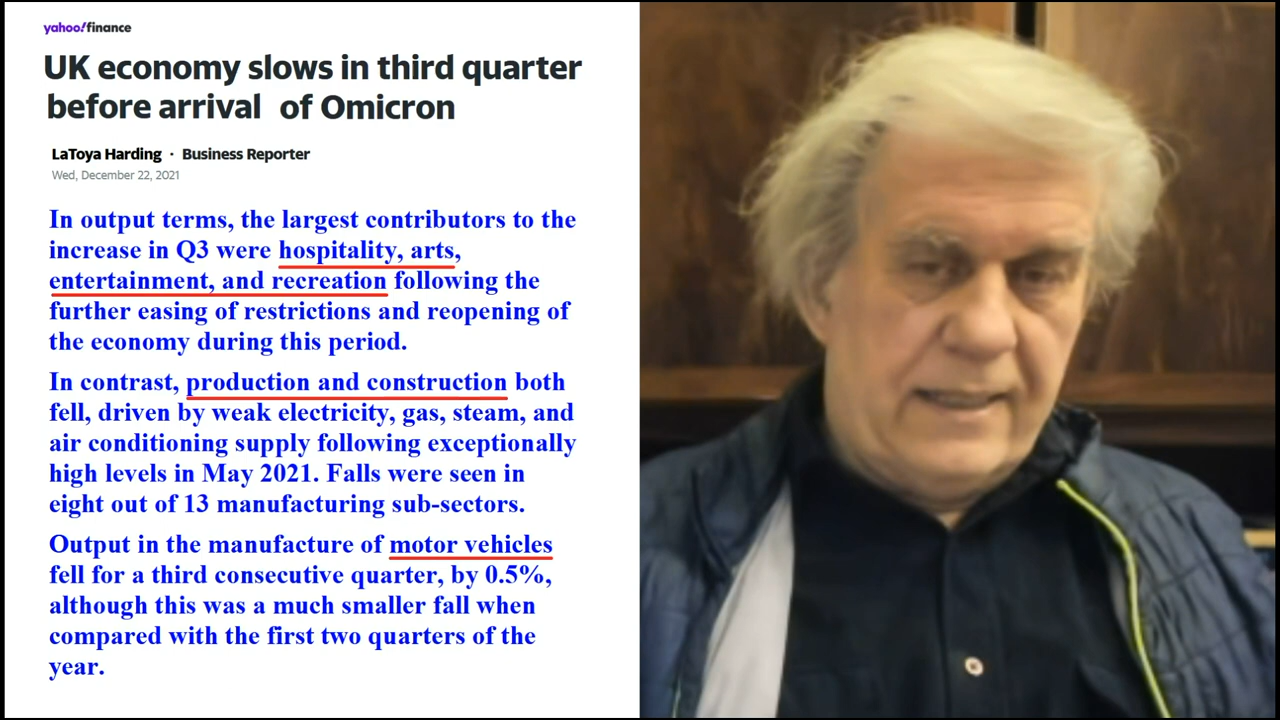 yahoo!finance
UK economy slows in third quarter
before arrival of Omicron
LaToya Harding · Business Reporter
Wed, December 22, 2021
In output terms, the largest contributors to the
increase in Q3 were hospitality, arts,
entertainment, and recreation following the
further easing of restrictions and reopening of
the economy during this period.
In contrast, production and construction both
fell, driven by weak electricity, gas, steam, and
air conditioning supply following exceptionally
high levels in May 2021. Falls were seen in
eight out of 13 manufacturing sub-sectors.
Output in the manufacture of motor vehicles
fell for a third consecutive quarter, by 0.5%,
although this was a much smaller fall when
compared with the first two quarters of the
year.